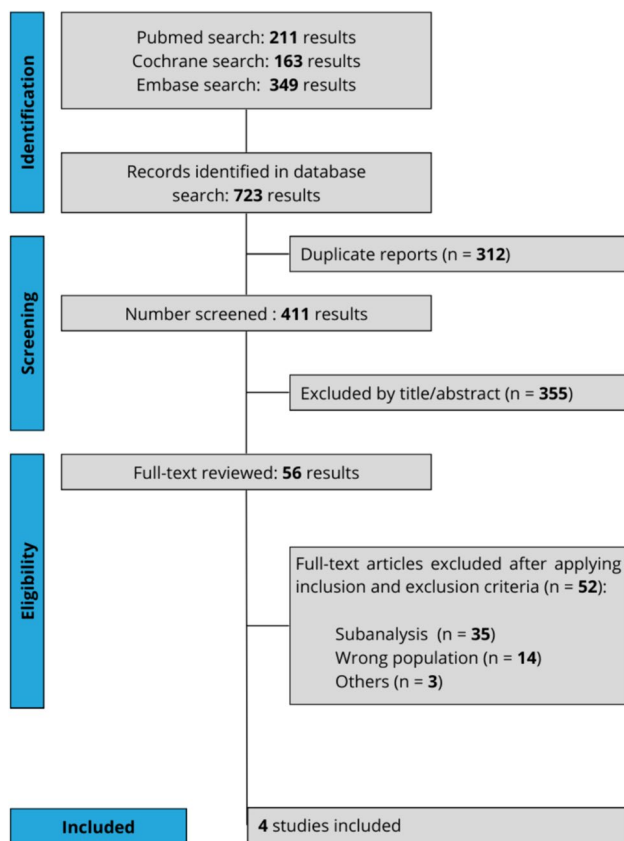 Identification
Pubmed search: 211 results
Cochrane search: 163 results
Embase search: 349 results
Records identified in database
search: 723 results
Screening
Duplicate reports (n = 312)
Number screened : 411 results
Excluded by title/abstract (n = 355)
Eligibility
Full-text reviewed: 56 results
Full-text articles excluded after applying
inclusion and exclusion criteria (n = 52):
Subanalysis (n = 35)
Wrong population (n = 14)
Others (n = 3)
Included
4 studies included